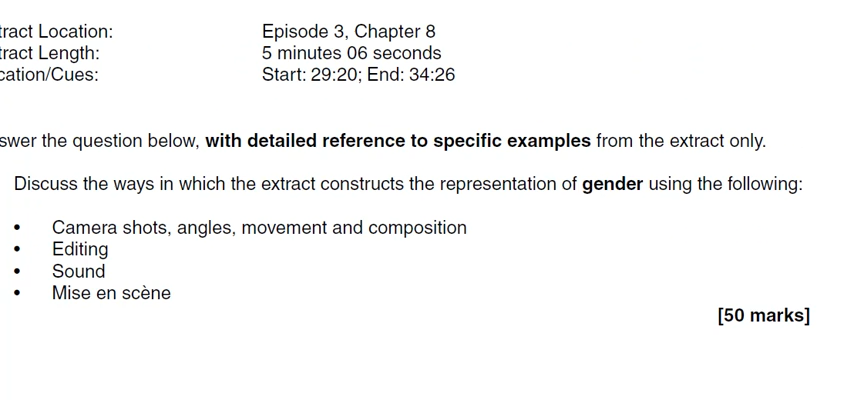 tract Location: Episode 3, Chapter 8
tract Length: 5 minutes 06 seconds
cation/Cues: Start: 29:20; End: 34:26
swer the question below, with detailed reference to specific examples from the extract only.
Discuss the ways in which the extract constructs the representation of gender using the following:
• Camera shots, angles, movement and composition
• Editing
• Sound
• Mise en scène
[50 marks]